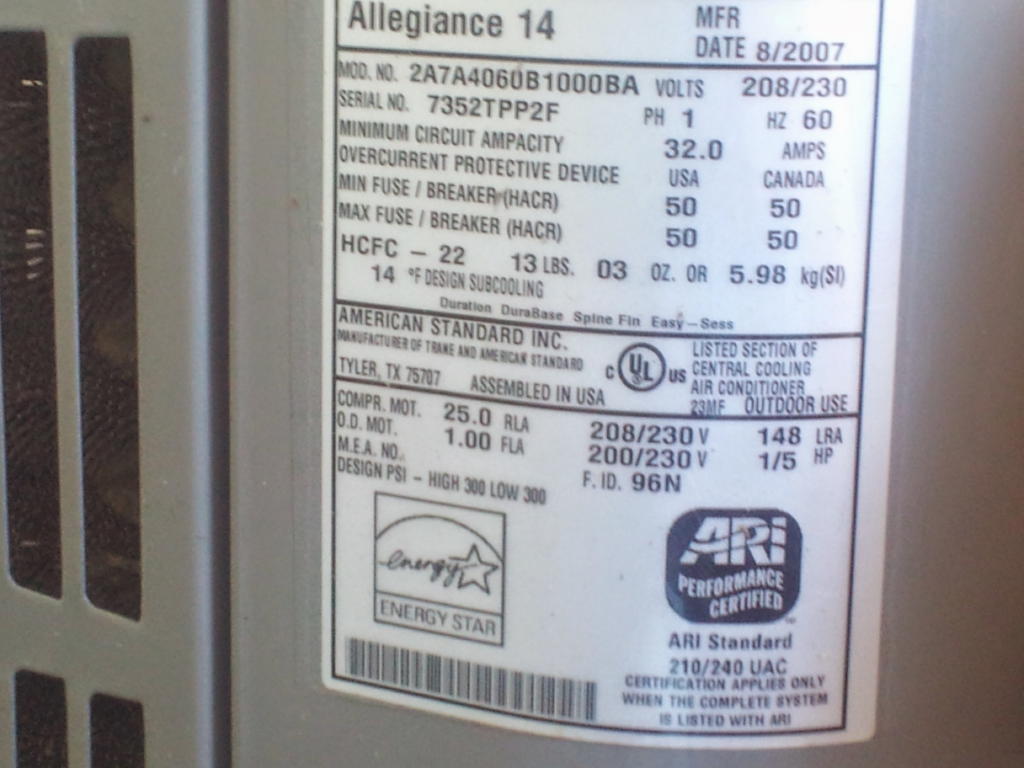 Allegiance 14 MFR
DATE 8/2007
MOD. NO. 2A7A4060B1000BA VOLTS 208/230
SERIAL NO. 7352TPP2F PH 1 HZ 60
MINIMUM CIRCUIT AMPACITY 32.0 AMPS
OVERCURRENT PROTECTIVE DEVICE USA CANADA
MIN FUSE / BREAKER (HACR) 50 50
MAX FUSE / BREAKER (HACR) 50 50
HCFC - 22 13 LBS. 03 OZ. OR 5.98 kg(SI)
14 °F DESIGN SUBCOOLING
Duration DuraBase Spine Fin Easy-Sess
AMERICAN STANDARD INC.
MANUFACTURER OF TRANE AND AMERICAN STANDARD
TYLER, TX 75707 ASSEMBLED IN USA
C UL US
LISTED SECTION OF
CENTRAL COOLING
AIR CONDITIONER
23MF OUTDOOR USE
COMPR. MOT. 25.0 RLA 208/230 V 148 LRA
O.D. MOT. 1.00 FLA 200/230 V 1/5 HP
M.E.A. NO. F. ID. 96N
DESIGN PSI - HIGH 300 LOW 300
energy
ENERGY STAR
ARI
PERFORMANCE
CERTIFIED
TM
ARI Standard
210/240 UAC
CERTIFICATION APPLIES ONLY
WHEN THE COMPLETE SYSTEM
IS LISTED WITH ARI